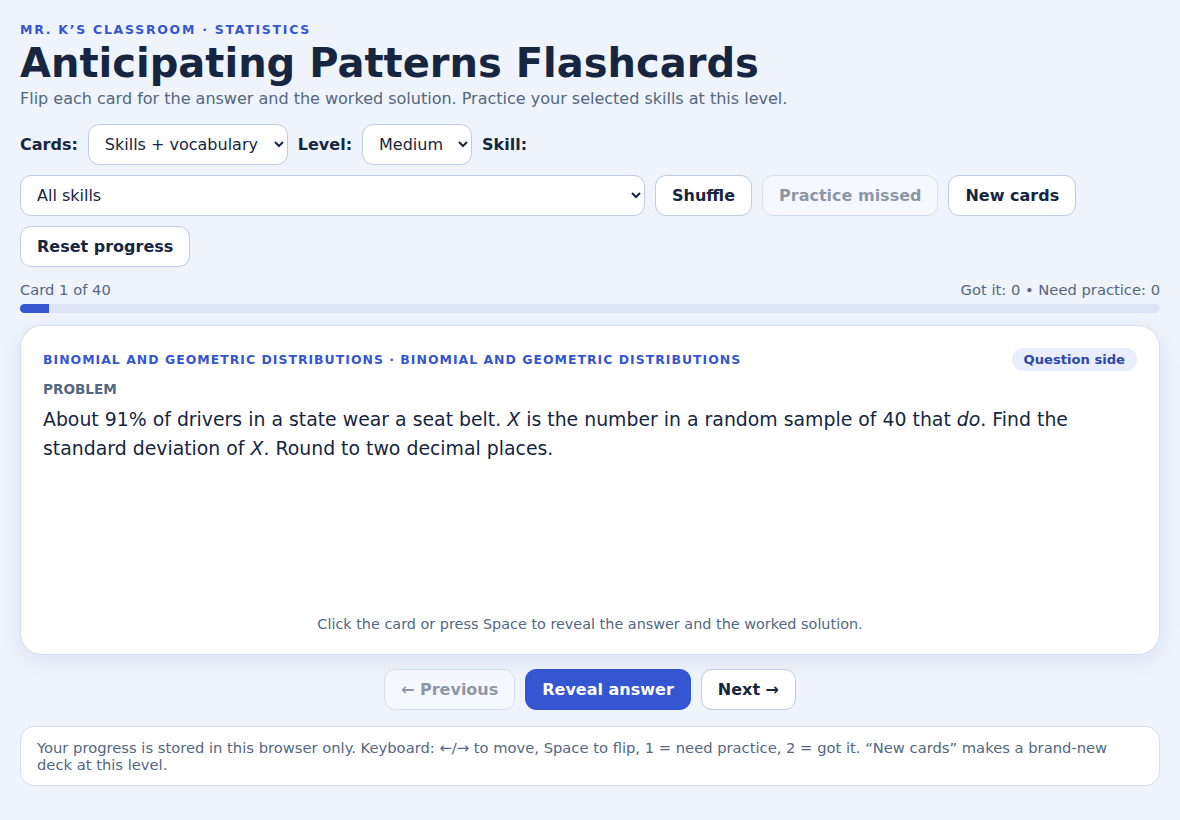 MR. K’S CLASSROOM · STATISTICS
Anticipating Patterns Flashcards
Flip each card for the answer and the worked solution. Practice your selected skills at this level.
Cards: Skills + vocabulary Level: Medium Skill:
All skills Shuffle Practice missed New cards
Reset progress
Card 1 of 40 Got it: 0 • Need practice: 0
BINOMIAL AND GEOMETRIC DISTRIBUTIONS · BINOMIAL AND GEOMETRIC DISTRIBUTIONS Question side
PROBLEM
About 91% of drivers in a state wear a seat belt. X is the number in a random sample of 40 that do. Find the
standard deviation of X. Round to two decimal places.
Click the card or press Space to reveal the answer and the worked solution.
← Previous Reveal answer Next →
Your progress is stored in this browser only. Keyboard: ←/→ to move, Space to flip, 1 = need practice, 2 = got it. “New cards” makes a brand-new
deck at this level.